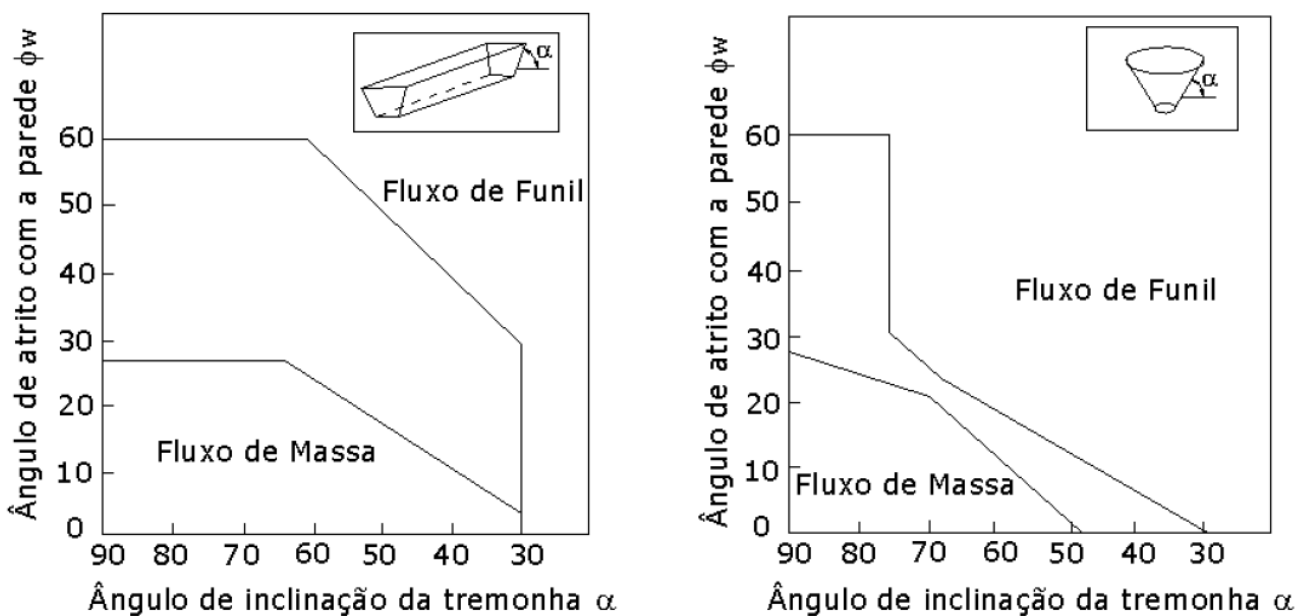 Ângulo de atrito com a parede ϕw
60
50
40
30
20
10
0
90 80 70 60 50 40 30
Ângulo de inclinação da tremonha α
α
Fluxo de Funil
Fluxo de Massa
Ângulo de atrito com a parede ϕw
60
50
40
30
20
10
0
90 80 70 60 50 40 30
Ângulo de inclinação da tremonha α
α
Fluxo de Funil
Fluxo de Massa